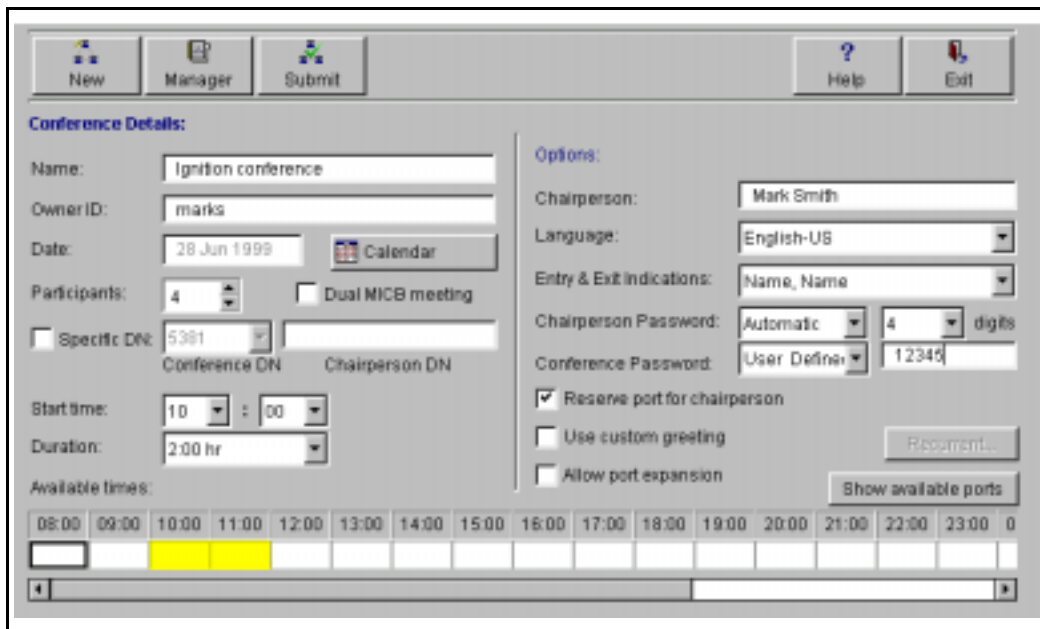 New Manager Submit Help Exit
Conference Details:
Name: Ignition conference
Owner ID: marks
Date: 28 Jun 1999 Calendar
Participants: 4 Dual MICB meeting
Specific DN: 5381
Conference DN Chairperson DN
Start time: 10 : 00
Duration: 2:00 hr
Available times:
Options:
Chairperson: Mark Smith
Language: English-US
Entry & Exit Indications: Name, Name
Chairperson Password: Automatic 4 digits
Conference Password: User Define 12345
Reserve port for chairperson
Use custom greeting
Recurrent...
Allow port expansion
Show available ports
08:00 09:00 10:00 11:00 12:00 13:00 14:00 15:00 16:00 17:00 18:00 19:00 20:00 21:00 22:00 23:00 0